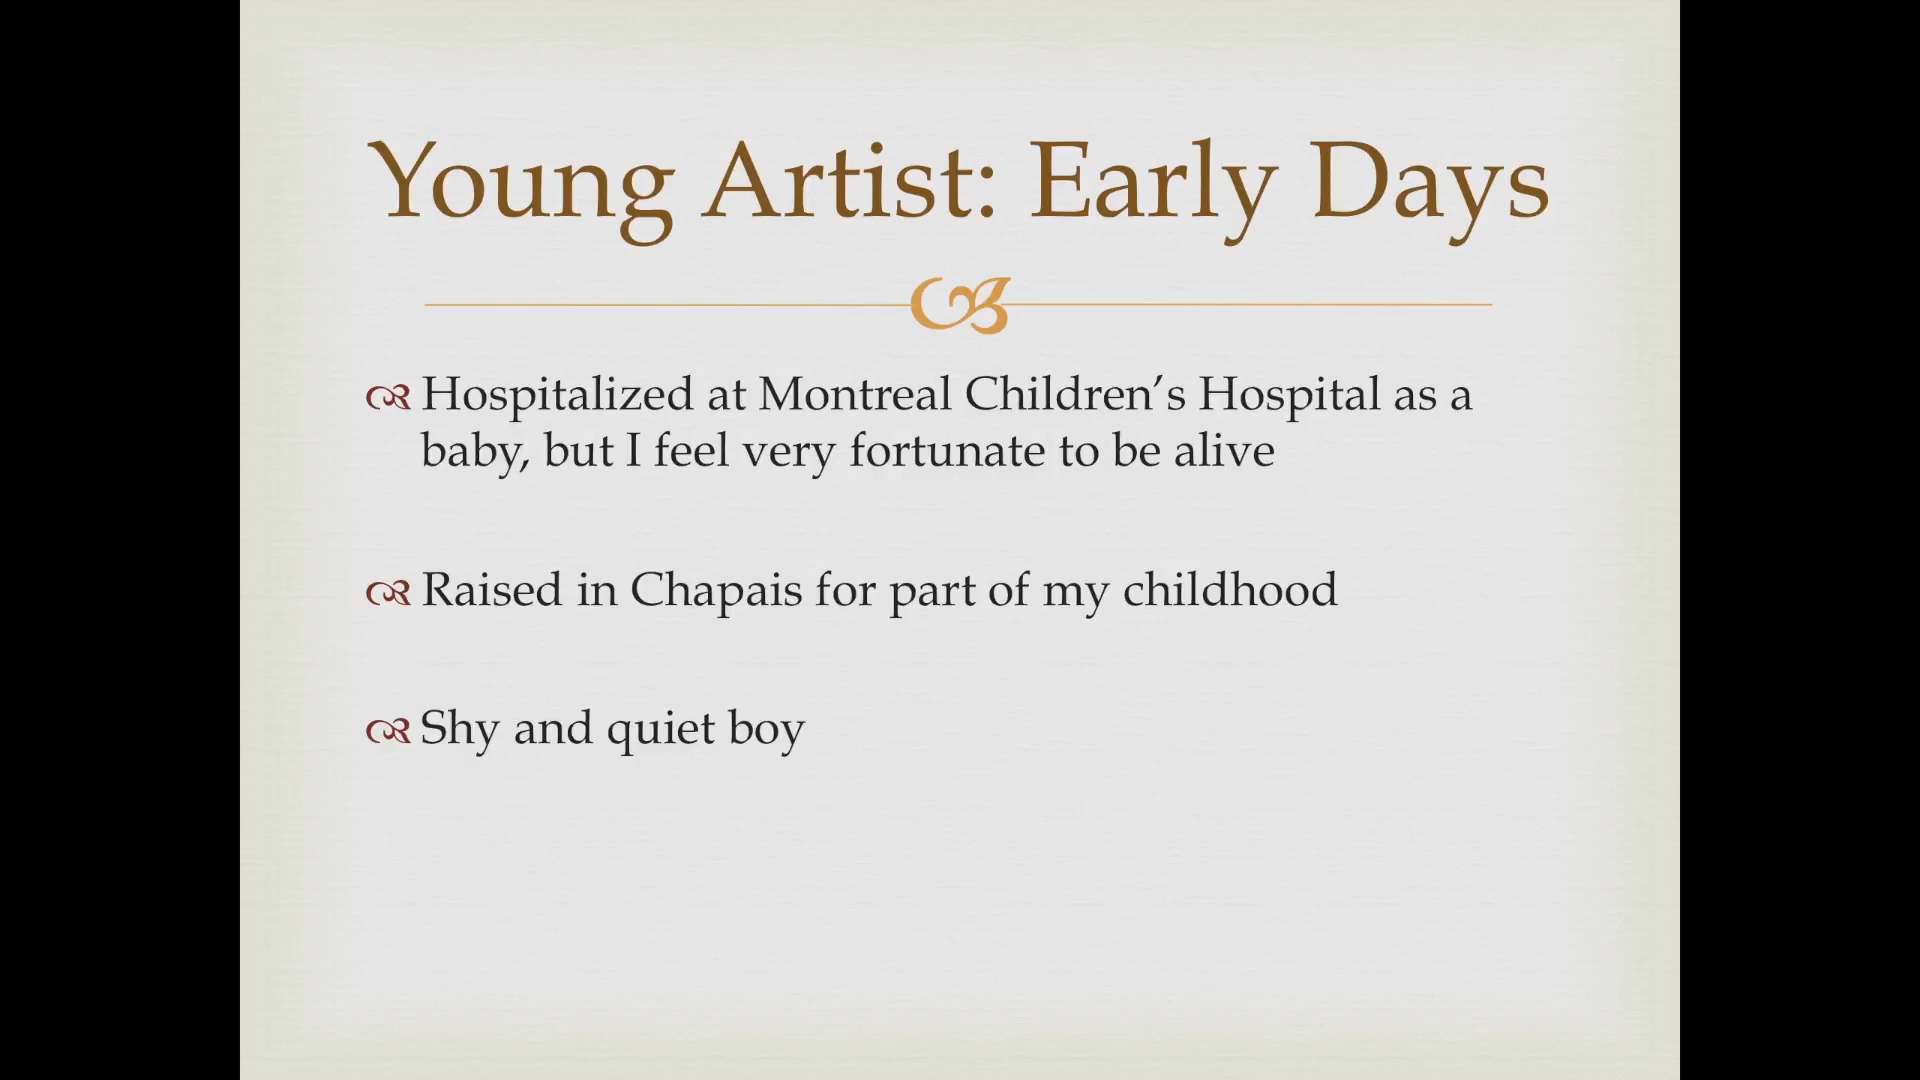 Young Artist: Early Days
Hospitalized at Montreal Children’s Hospital as a
baby, but I feel very fortunate to be alive
Raised in Chapais for part of my childhood
Shy and quiet boy